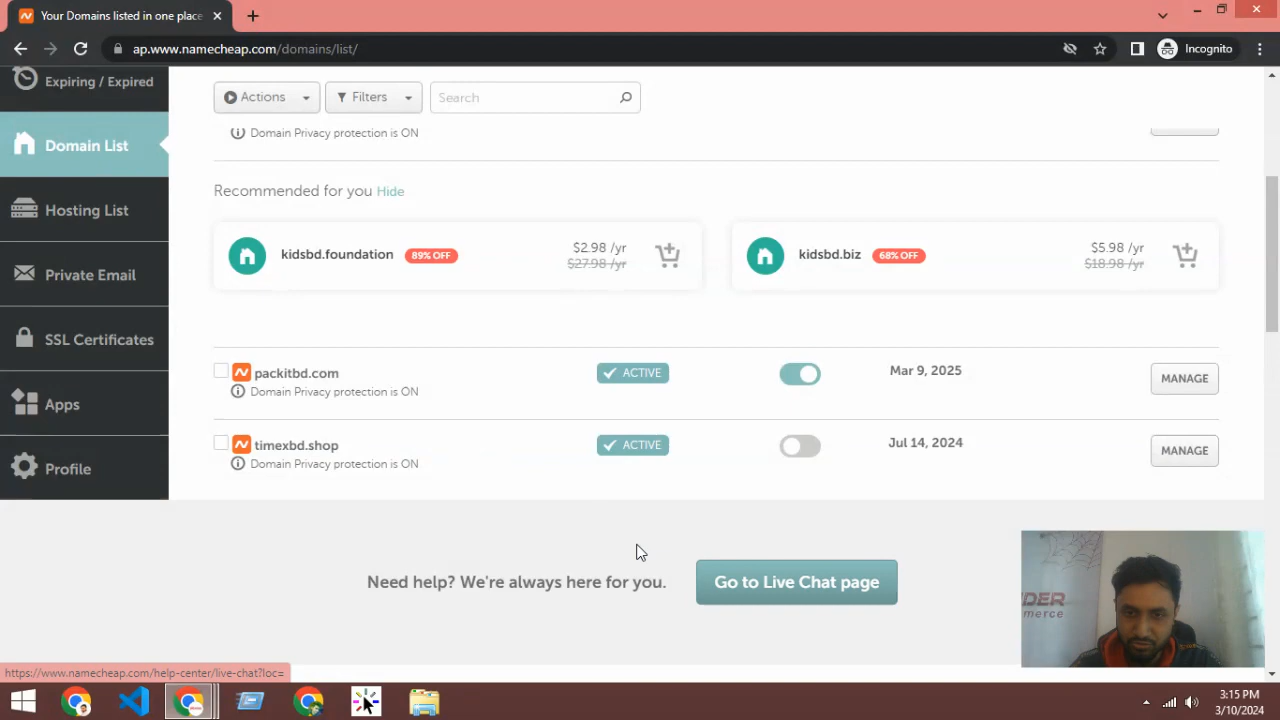 Your Domains listed in one place
ap.www.namecheap.com/domains/list/
Incognito
Expiring / Expired
Domain List
Hosting List
Private Email
SSL Certificates
Apps
Profile
Actions
Filters
Search
Domain Privacy protection is ON
Recommended for you Hide
kidsbd.foundation 89% OFF $2.98 /yr
$27.98 /yr
kidsbd.biz 68% OFF $5.98 /yr
$18.98 /yr
packitbd.com ACTIVE Mar 9, 2025 MANAGE
Domain Privacy protection is ON
timexbd.shop ACTIVE Jul 14, 2024 MANAGE
Domain Privacy protection is ON
Need help? We're always here for you. Go to Live Chat page
https://www.namecheap.com/help-center/live-chat?loc=
3:15 PM
3/10/2024